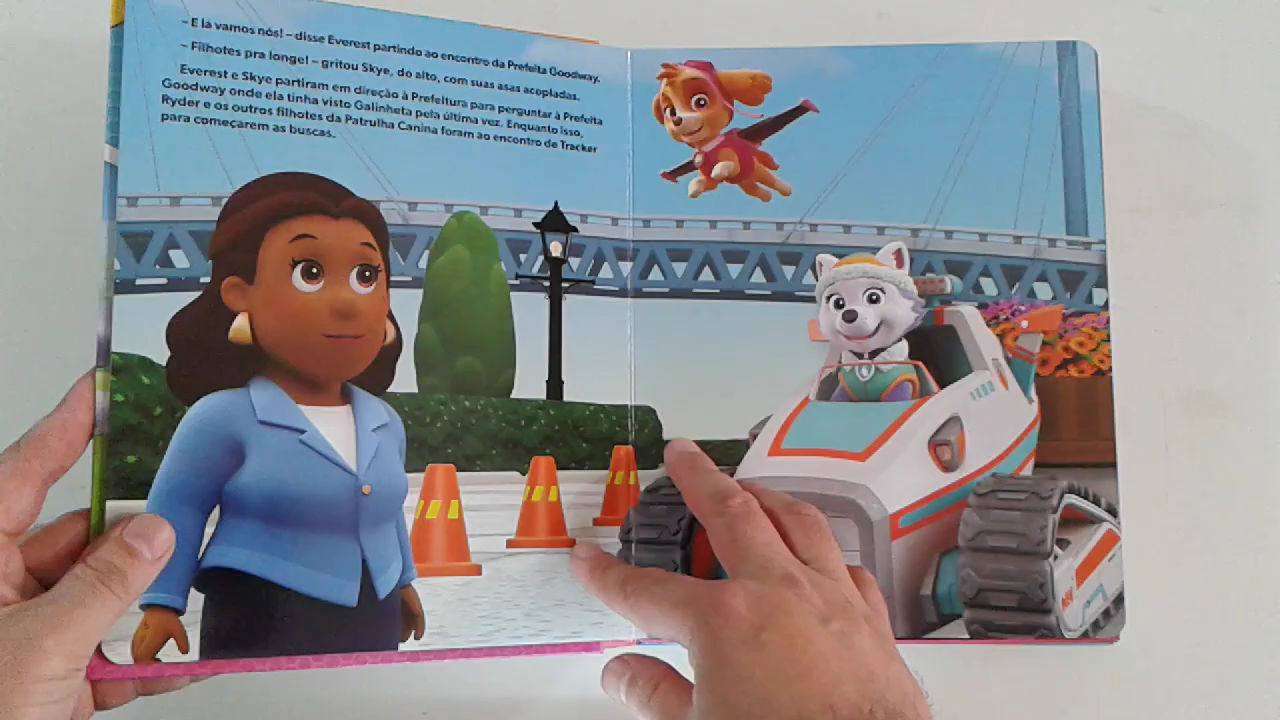 – E lá vamos nós! – disse Everest partindo ao encontro da Prefeita Goodway.
– Filhotes pra longe! – gritou Skye, do alto, com suas asas acopladas.
Everest e Skye partiram em direção à Prefeitura para perguntar à Prefeita
Goodway onde ela tinha visto Galinheta pela última vez. Enquanto isso,
Ryder e os outros filhotes da Patrulha Canina foram ao encontro de Tracker
para começarem as buscas.